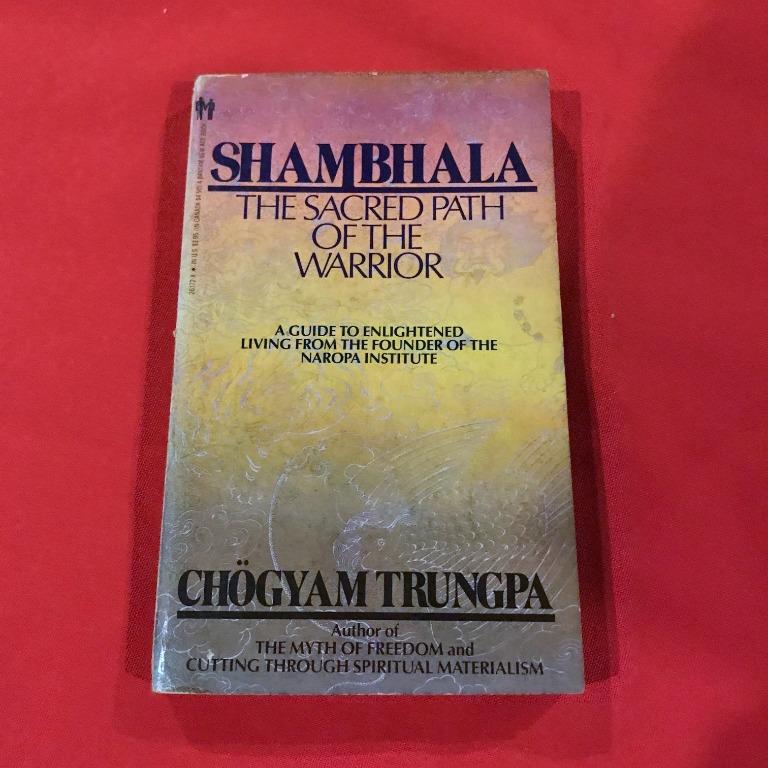 SHAMBHALA
THE SACRED PATH
OF THE
WARRIOR
A GUIDE TO ENLIGHTENED
LIVING FROM THE FOUNDER OF THE
NAROPA INSTITUTE
CHÖGYAM TRUNGPA
Author of
THE MYTH OF FREEDOM and
CUTTING THROUGH SPIRITUAL MATERIALISM